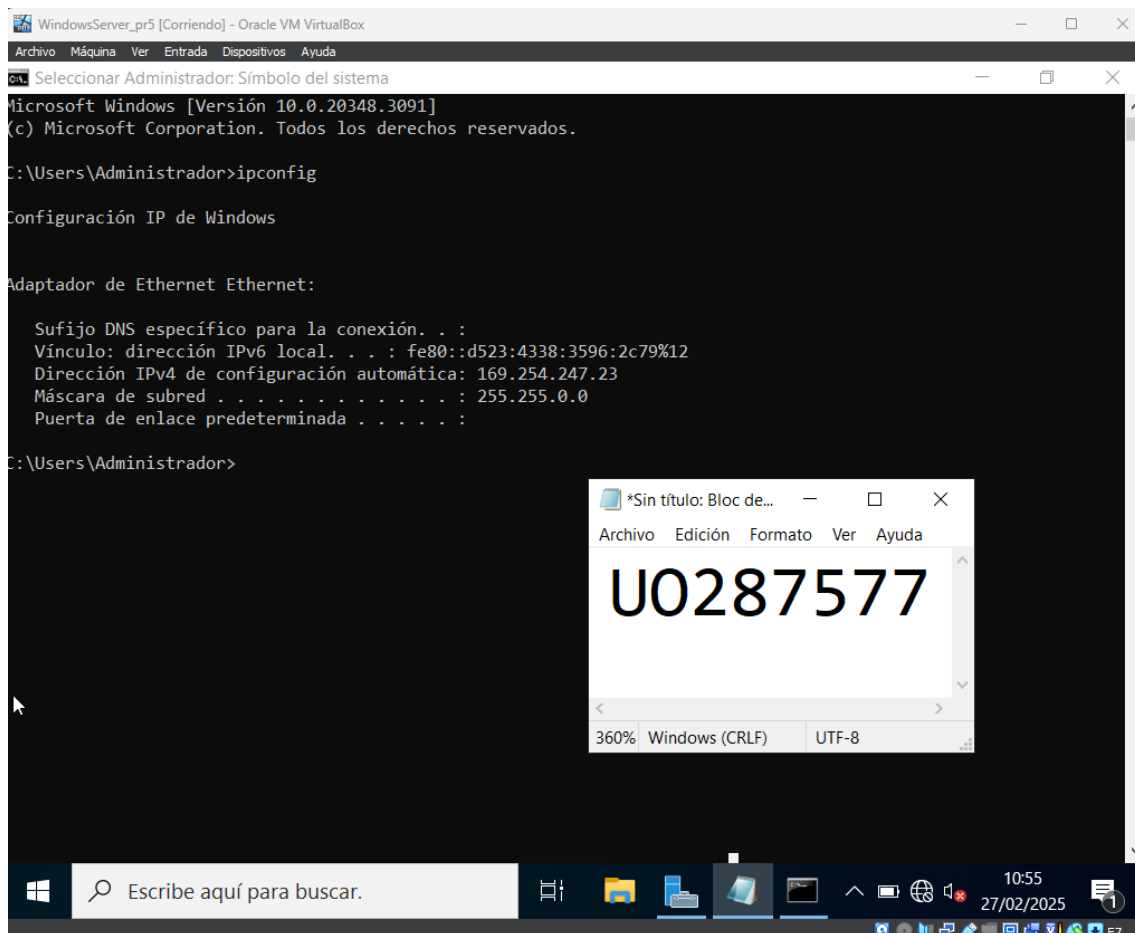 WindowsServer_pr5 [Corriendo] - Oracle VM VirtualBox
Archivo Máquina Ver Entrada Dispositivos Ayuda
Seleccionar Administrador: Símbolo del sistema
Microsoft Windows [Versión 10.0.20348.3091]
(c) Microsoft Corporation. Todos los derechos reservados.
C:\Users\Administrador>ipconfig
Configuración IP de Windows
Adaptador de Ethernet Ethernet:
Sufijo DNS específico para la conexión. . :
Vínculo: dirección IPv6 local. . . : fe80::d523:4338:3596:2c79%12
Dirección IPv4 de configuración automática: 169.254.247.23
Máscara de subred . . . . . . . . . . . . : 255.255.0.0
Puerta de enlace predeterminada . . . . . :
C:\Users\Administrador>
*Sin título: Bloc de...
Archivo Edición Formato Ver Ayuda
UO287577
360% Windows (CRLF) UTF-8
Escribe aquí para buscar.
10:55
27/02/2025
1